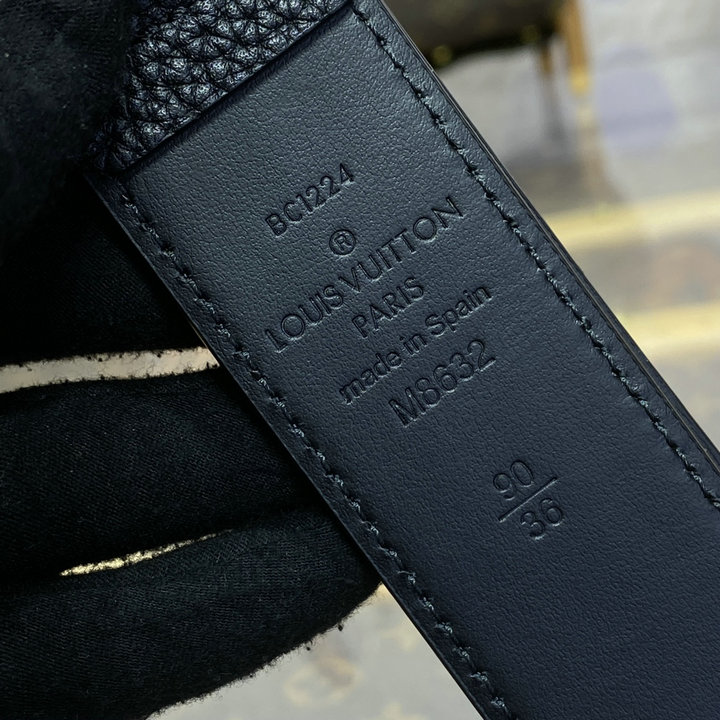 BC1224
®
LOUIS VUITTON
PARIS
made in Spain
M8632
90
36